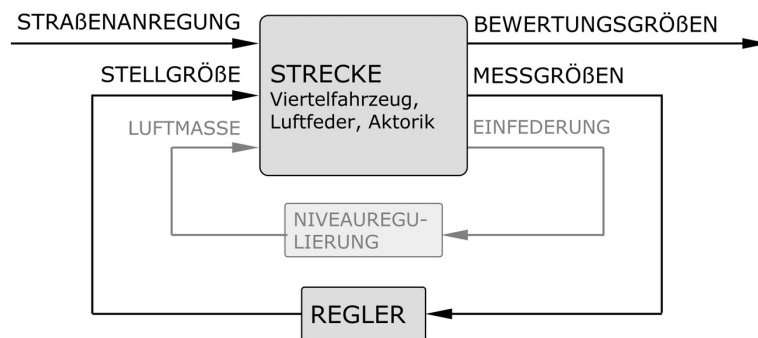 STRAßENANREGUNG
BEWERTUNGSGRÖßEN
STELLGRÖßE
STRECKE
MESSGRÖßEN
Viertelfahrzeug,
Luftfeder, Aktorik
LUFTMASSE
EINFEDERUNG
NIVEAUREGU-
LIERUNG
REGLER